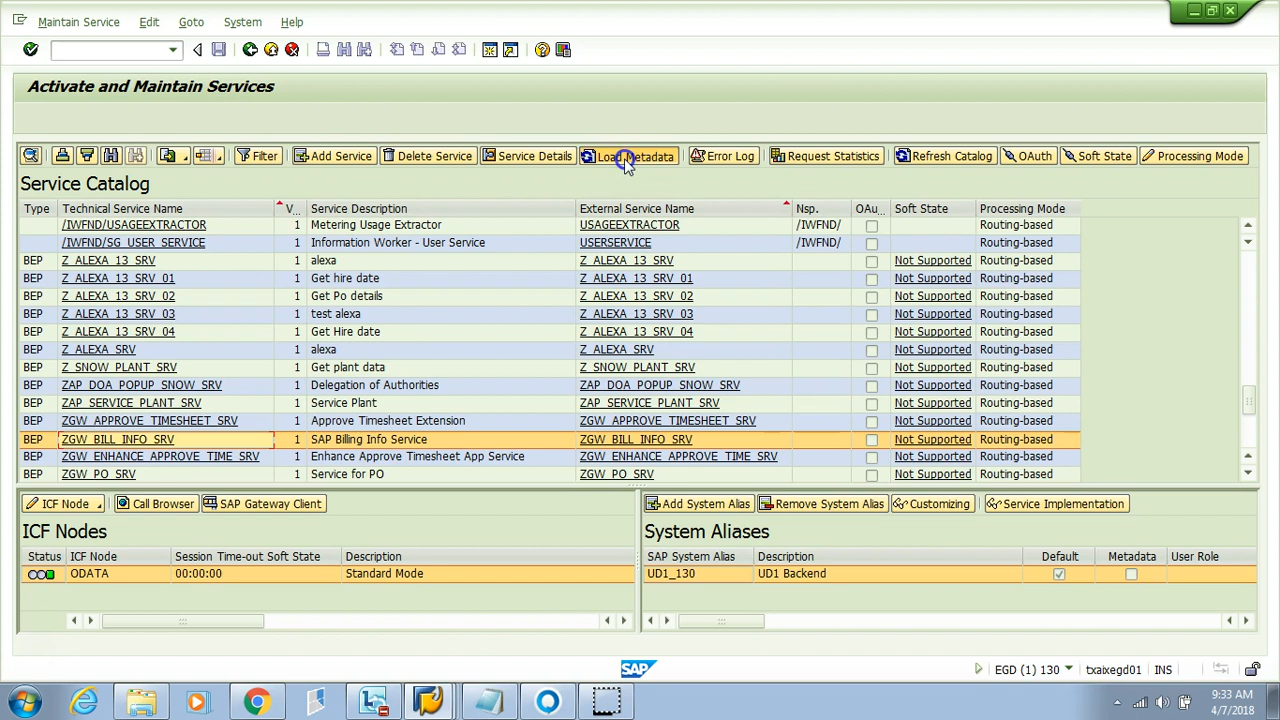 Maintain Service Edit Goto System Help
Activate and Maintain Services
Filter Add Service Delete Service Service Details Load Metadata Error Log Request Statistics Refresh Catalog OAuth Soft State Processing Mode
Service Catalog
Type Technical Service Name V... Service Description External Service Name Nsp. OAu... Soft State Processing Mode
/IWFND/USAGEEXTRACTOR 1 Metering Usage Extractor USAGEEXTRACTOR /IWFND/ Routing-based
/IWFND/SG_USER_SERVICE 1 Information Worker - User Service USERSERVICE /IWFND/ Routing-based
BEP Z_ALEXA_13_SRV 1 alexa Z_ALEXA_13_SRV Not Supported Routing-based
BEP Z_ALEXA_13_SRV_01 1 Get hire date Z_ALEXA_13_SRV_01 Not Supported Routing-based
BEP Z_ALEXA_13_SRV_02 1 Get Po details Z_ALEXA_13_SRV_02 Not Supported Routing-based
BEP Z_ALEXA_13_SRV_03 1 test alexa Z_ALEXA_13_SRV_03 Not Supported Routing-based
BEP Z_ALEXA_13_SRV_04 1 Get Hire date Z_ALEXA_13_SRV_04 Not Supported Routing-based
BEP Z_ALEXA_SRV 1 alexa Z_ALEXA_SRV Not Supported Routing-based
BEP Z_SNOW_PLANT_SRV 1 Get plant data Z_SNOW_PLANT_SRV Not Supported Routing-based
BEP ZAP_DOA_POPUP_SNOW_SRV 1 Delegation of Authorities ZAP_DOA_POPUP_SNOW_SRV Not Supported Routing-based
BEP ZAP_SERVICE_PLANT_SRV 1 Service Plant ZAP_SERVICE_PLANT_SRV Not Supported Routing-based
BEP ZGW_APPROVE_TIMESHEET_SRV 1 Approve Timesheet Extension ZGW_APPROVE_TIMESHEET_SRV Not Supported Routing-based
BEP ZGW_BILL_INFO_SRV 1 SAP Billing Info Service ZGW_BILL_INFO_SRV Not Supported Routing-based
BEP ZGW_ENHANCE_APPROVE_TIME_SRV 1 Enhance Approve Timesheet App Service ZGW_ENHANCE_APPROVE_TIME_SRV Not Supported Routing-based
BEP ZGW_PO_SRV 1 Service for PO ZGW_PO_SRV Not Supported Routing-based
ICF Node Call Browser SAP Gateway Client Add System Alias Remove System Alias Customizing Service Implementation
ICF Nodes System Aliases
Status ICF Node Session Time-out Soft State Description SAP System Alias Description Default Metadata User Role
ODATA 00:00:00 Standard Mode UD1_130 UD1 Backend
SAP EGD (1) 130 txaixegd01 INS
9:33 AM
4/7/2018